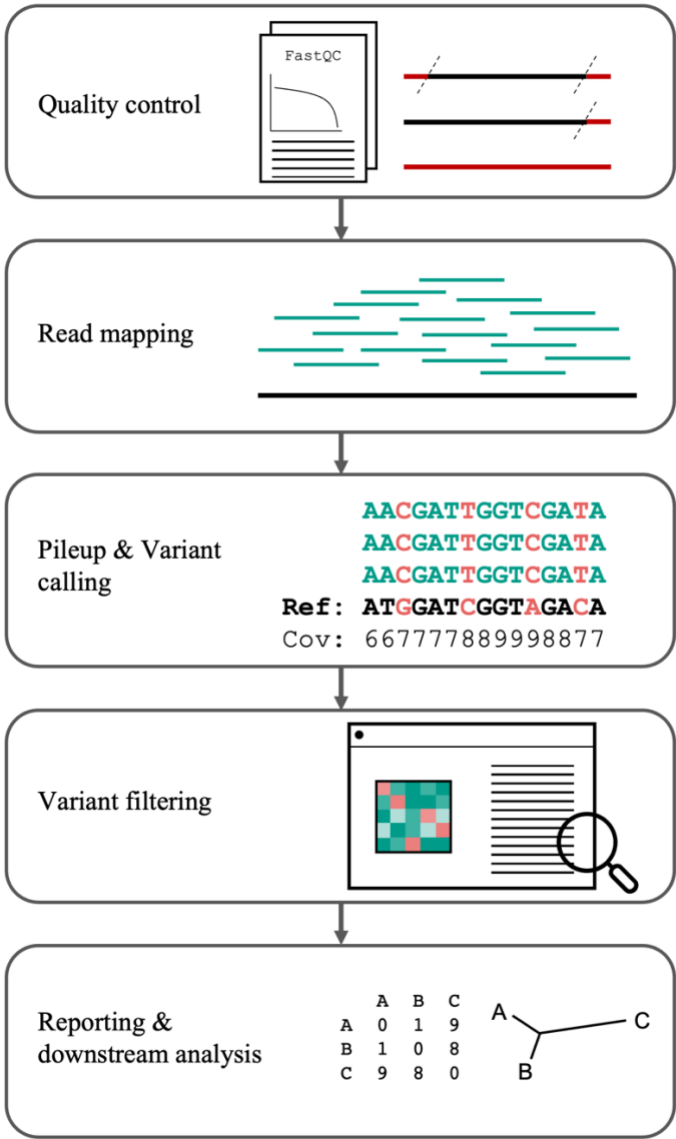 FastQC
Quality control
Read mapping
AACGATTGGTCGATA
AACGATTGGTCGATA
Pileup & Variant
calling
AACGATTGGTCGATA
Ref: ATGGATCGGTAGACA
Cov: 667777889998877
Variant filtering
Reporting &
downstream analysis
A B C
A 0 1 9
B 1 0 8
C 9 8 0
A
C
B